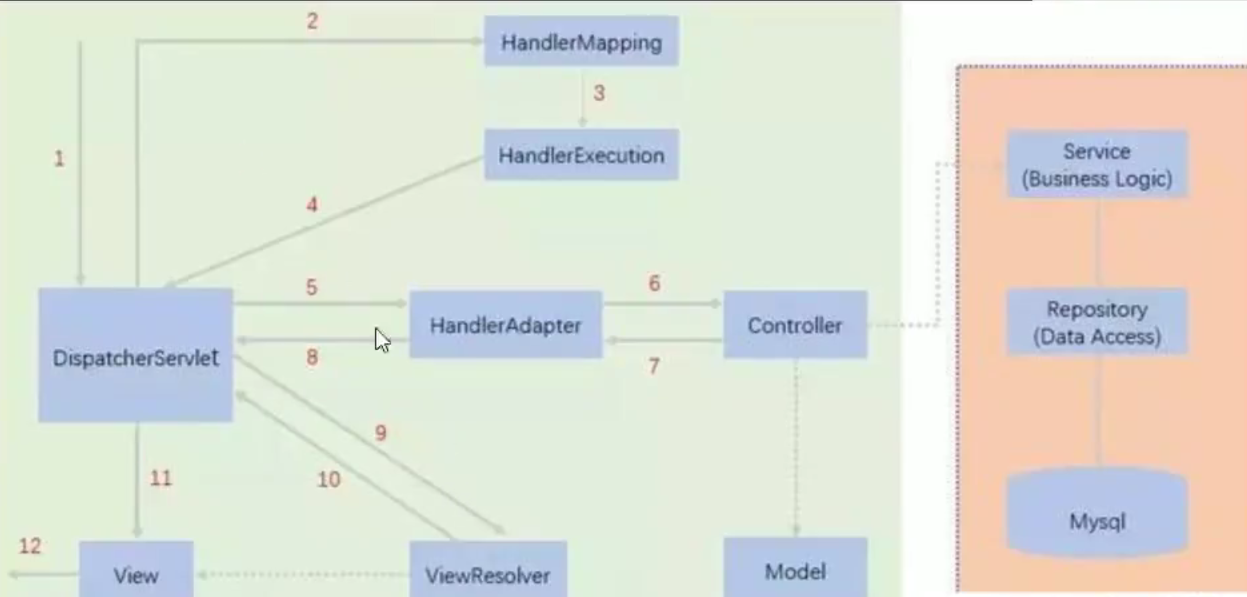 2
HandlerMapping
3
1
HandlerExecution
4
Service
(Business Logic)
5
6
HandlerAdapter
Controller
Repository
(Data Access)
DispatcherServlet
8
7
9
11
10
12
View
ViewResolver
Model
Mysql